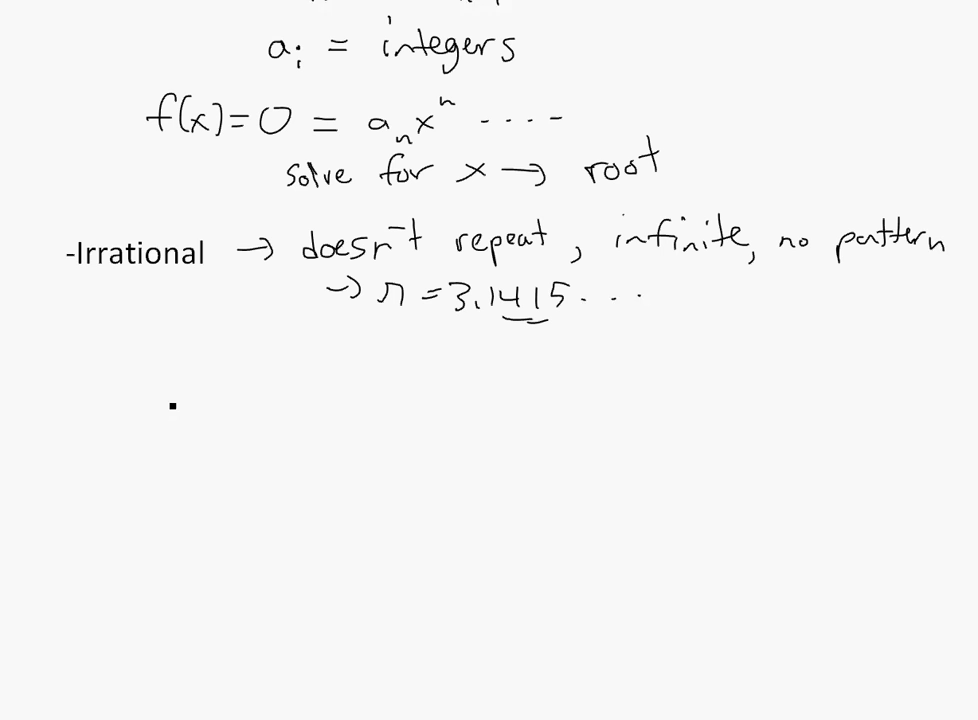 aᵢ = integers
f(x)=0 = aₙxⁿ ....
solve for x → root
-Irrational → doesn't repeat, infinite, no pattern
→ π = 3.1415...